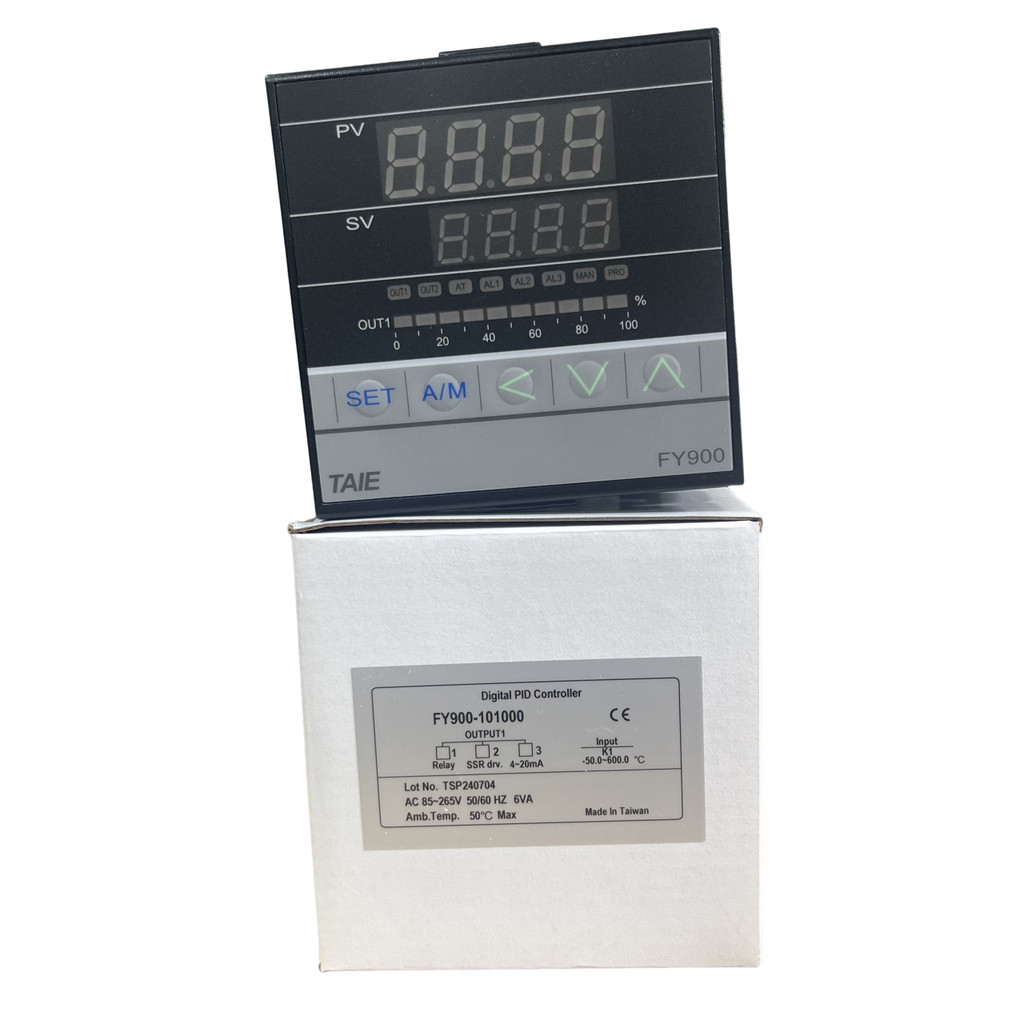 PV
SV
OUT1 OUT2 AT AL1 AL2 AL3 MAN PRO
OUT1 %
0 20 40 60 80 100
SET A/M
TAIE FY900
Digital PID Controller
FY900-101000 CE
OUTPUT1
1 2 3
Relay SSR drv. 4~20mA
Input
K1
-50.0~600.0 °C
Lot No. TSP240704
AC 85~265V 50/60 HZ 6VA
Amb.Temp. 50°C Max
Made In Taiwan